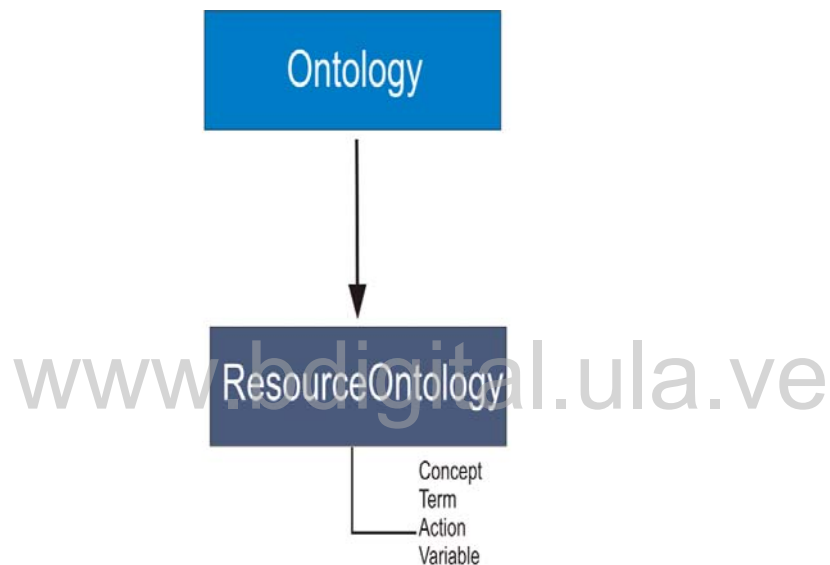 Ontology
ResourceOntology
www.bdigital.ula.ve
Concept
Term
Action
Variable